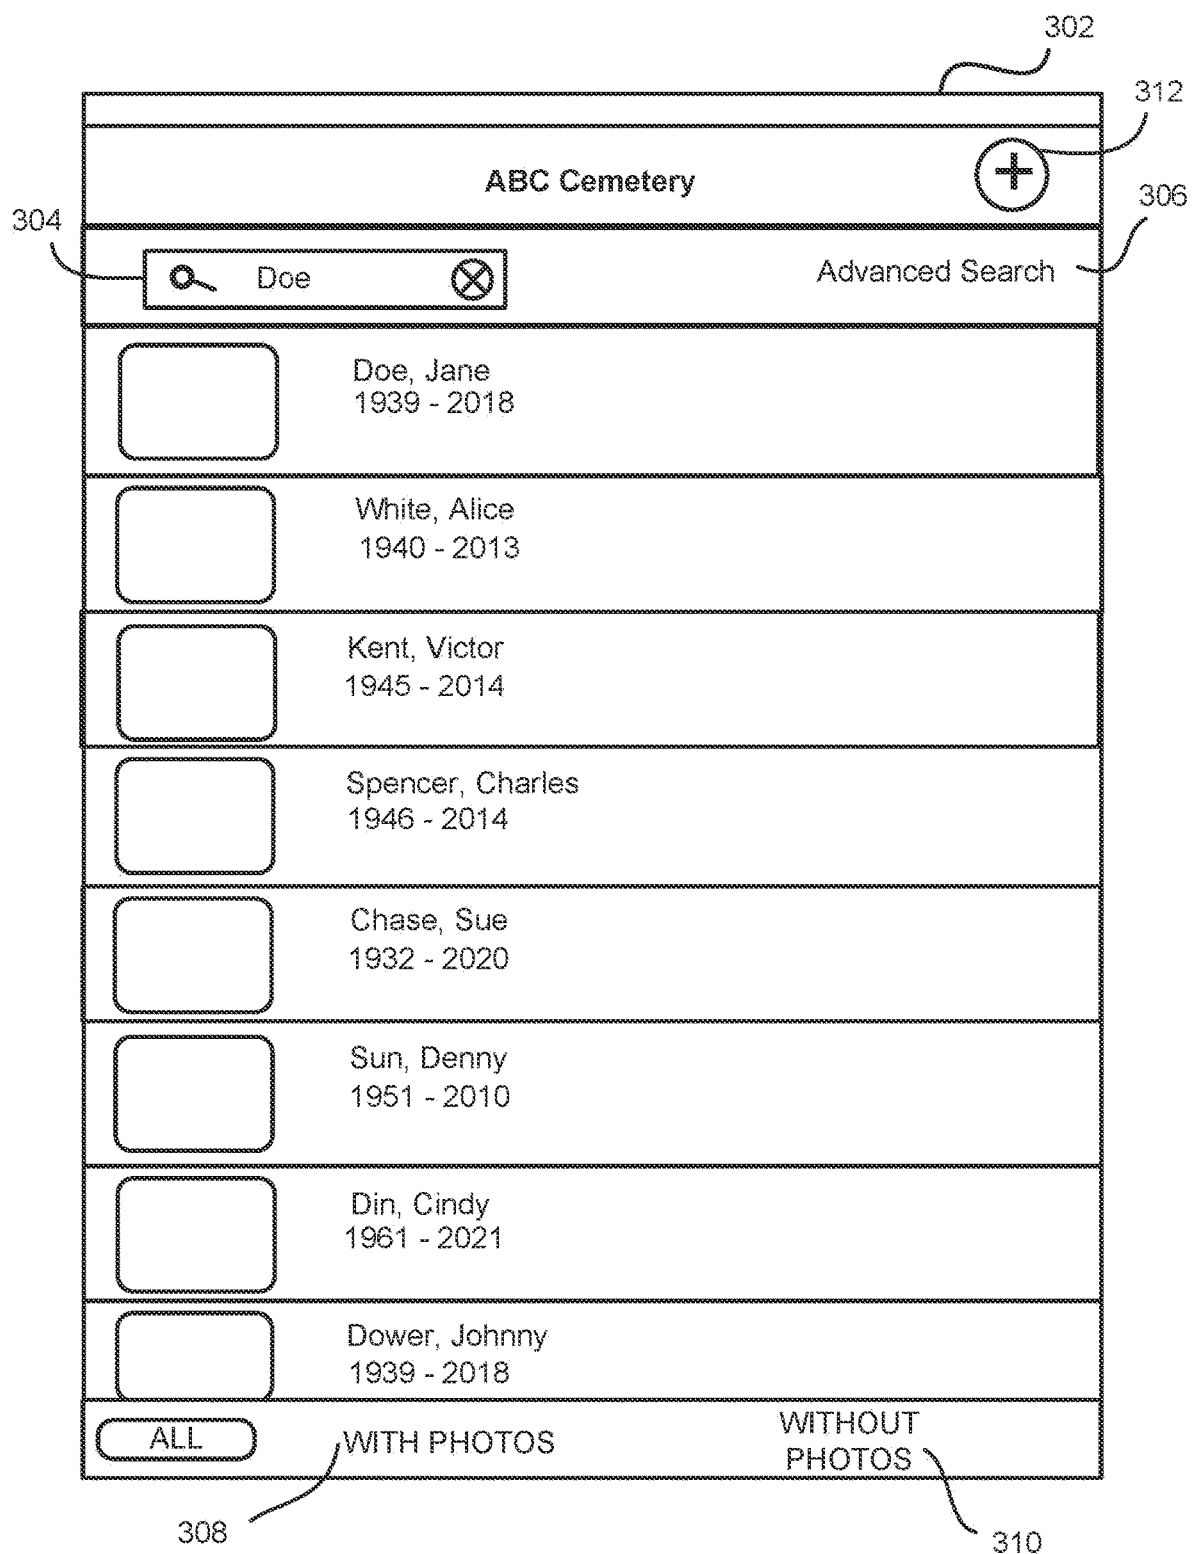 302
312
ABC Cemetery
306
304
Doe
Advanced Search
Doe, Jane
1939 - 2018
White, Alice
1940 - 2013
Kent, Victor
1945 - 2014
Spencer, Charles
1946 - 2014
Chase, Sue
1932 - 2020
Sun, Denny
1951 - 2010
Din, Cindy
1961 - 2021
Dower, Johnny
1939 - 2018
ALL
WITH PHOTOS
WITHOUT
PHOTOS
308
310